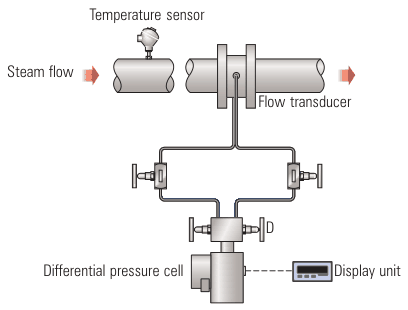 Temperature sensor
Steam flow
Flow transducer
Differential pressure cell
Display unit